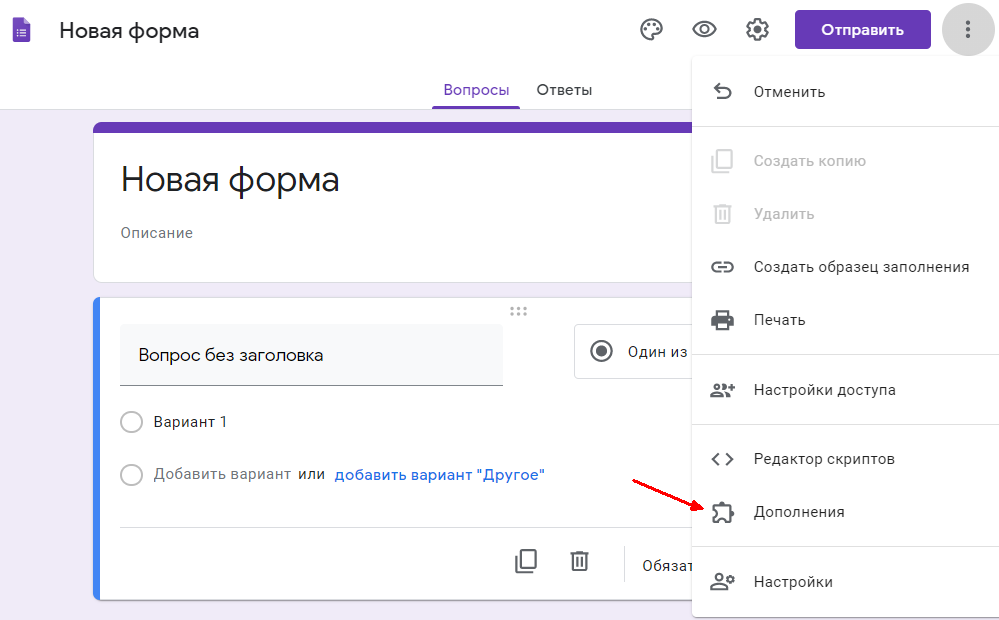 Новая форма
Отправить
Вопросы Ответы
Новая форма
Описание
Вопрос без заголовка
Один из
Вариант 1
Добавить вариант или добавить вариант "Другое"
Обязат
Отменить
Создать копию
Удалить
Создать образец заполнения
Печать
Настройки доступа
Редактор скриптов
Дополнения
Настройки